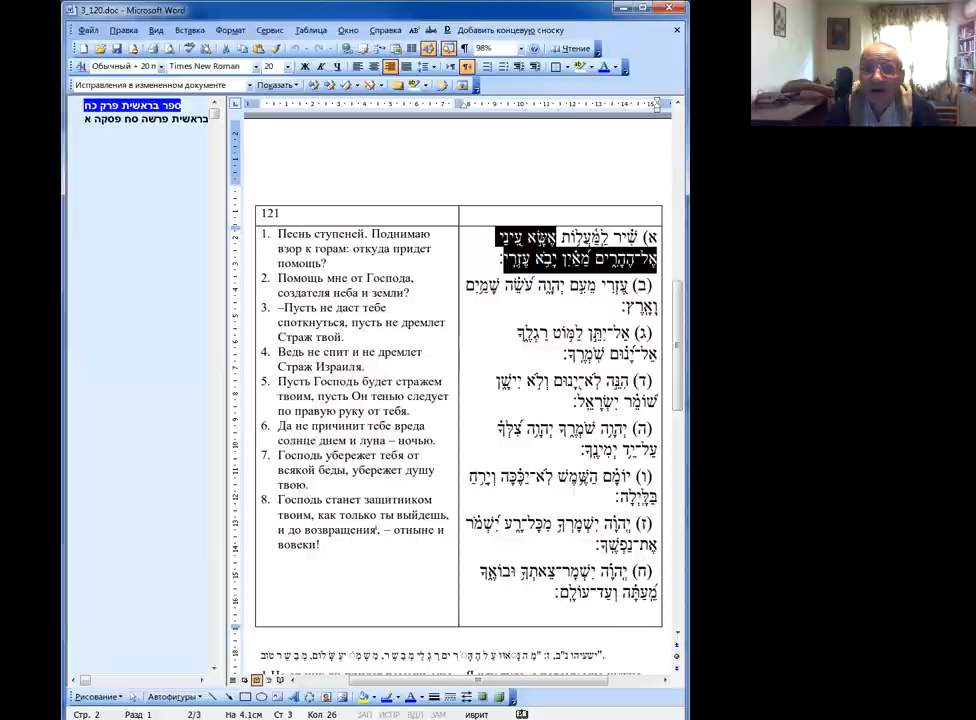 3_120.doc - Microsoft Word
Файл Правка Вид Вставка Формат Сервис Таблица Окно Справка Добавить концевую сноску
98% Чтение
Обычный + 20 п Times New Roman 20 Ж К Ч
Исправления в измененном документе Показать
ספר בראשית פרק כח
בראשית פרשה סח פסקה א
121
1. Песнь ступеней. Поднимаю
взор к горам: откуда придет
помощь?
2. Помощь мне от Господа,
создателя неба и земли?
3. –Пусть не даст тебе
споткнуться, пусть не дремлет
Страж твой.
4. Ведь не спит и не дремлет
Страж Израиля.
5. Пусть Господь будет стражем
твоим, пусть Он тенью следует
по правую руку от тебя.
6. Да не причинит тебе вреда
солнце днем и луна – ночью.
7. Господь убережет тебя от
всякой беды, убережет душу
твою.
8. Господь станет защитником
твоим, как только ты выйдешь,
и до возвращения, – отныне и
вовеки!
א) שִׁיר לַמַּעֲלוֹת אֶשָּׂא עֵינַי
אֶל־הֶהָרִים מֵאַיִן יָבֹא עֶזְרִי:
(ב) עֶזְרִי מֵעִם יְהוָה עֹשֵׂה שָׁמַיִם
וָאָרֶץ:
(ג) אַל־יִתֵּן לַמּוֹט רַגְלֶךָ
אַל־יָנוּם שֹׁמְרֶךָ:
(ד) הִנֵּה לֹא־יָנוּם וְלֹא יִישָׁן
שׁוֹמֵר יִשְׂרָאֵל:
(ה) יְהוָה שֹׁמְרֶךָ יְהוָה צִלְּךָ
עַל־יַד יְמִינֶךָ:
(ו) יוֹמָם הַשֶּׁמֶשׁ לֹא־יַכֶּכָּה וְיָרֵחַ
בַּלָּיְלָה:
(ז) יְהוָה יִשְׁמָרְךָ מִכָּל־רָע יִשְׁמֹר
אֶת־נַפְשֶׁךָ:
(ח) יְהוָה יִשְׁמָר־צֵאתְךָ וּבוֹאֶךָ
מֵעַתָּה וְעַד־עוֹלָם:
Рисование Автофигуры
Стр. 2 Разд 1 2/3 На 4,1см Ст 3 Кол 26 ЗАП ИСПР ВДЛ ЗАМ иврит